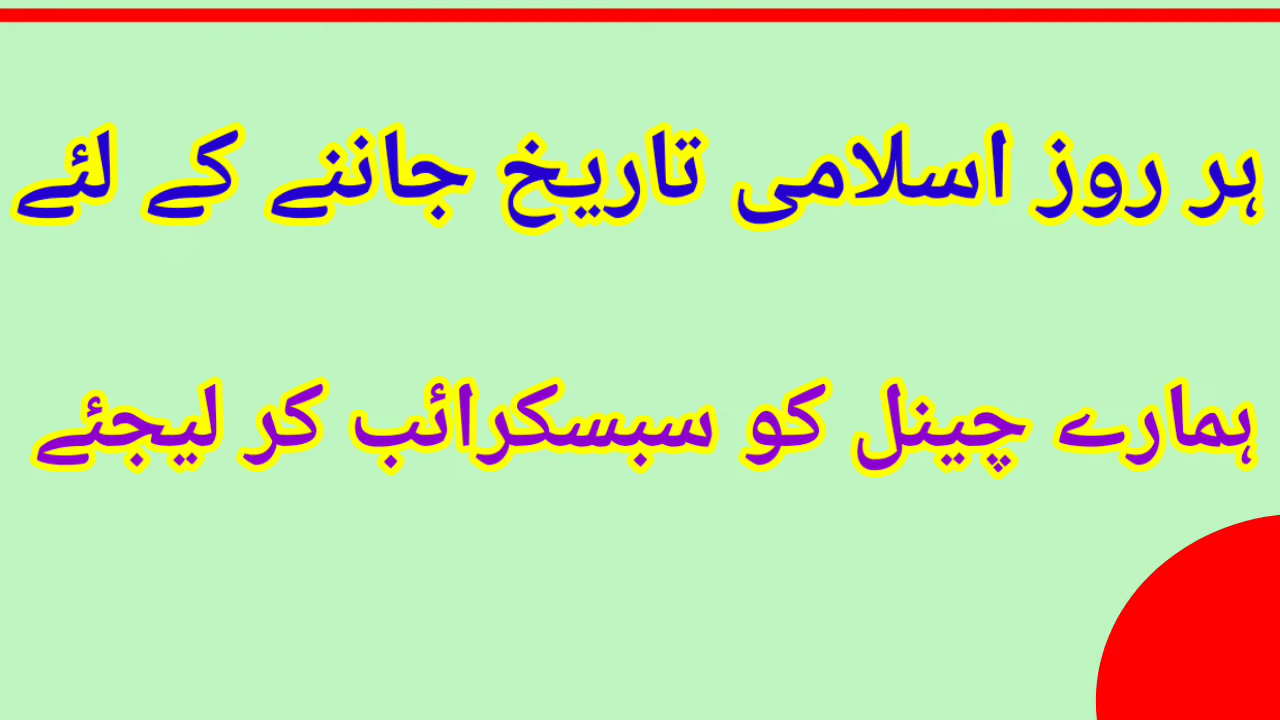 ہر روز اسلامی تاریخ جاننے کے لئے
ہمارے چینل کو سبسکرائب کر لیجئے